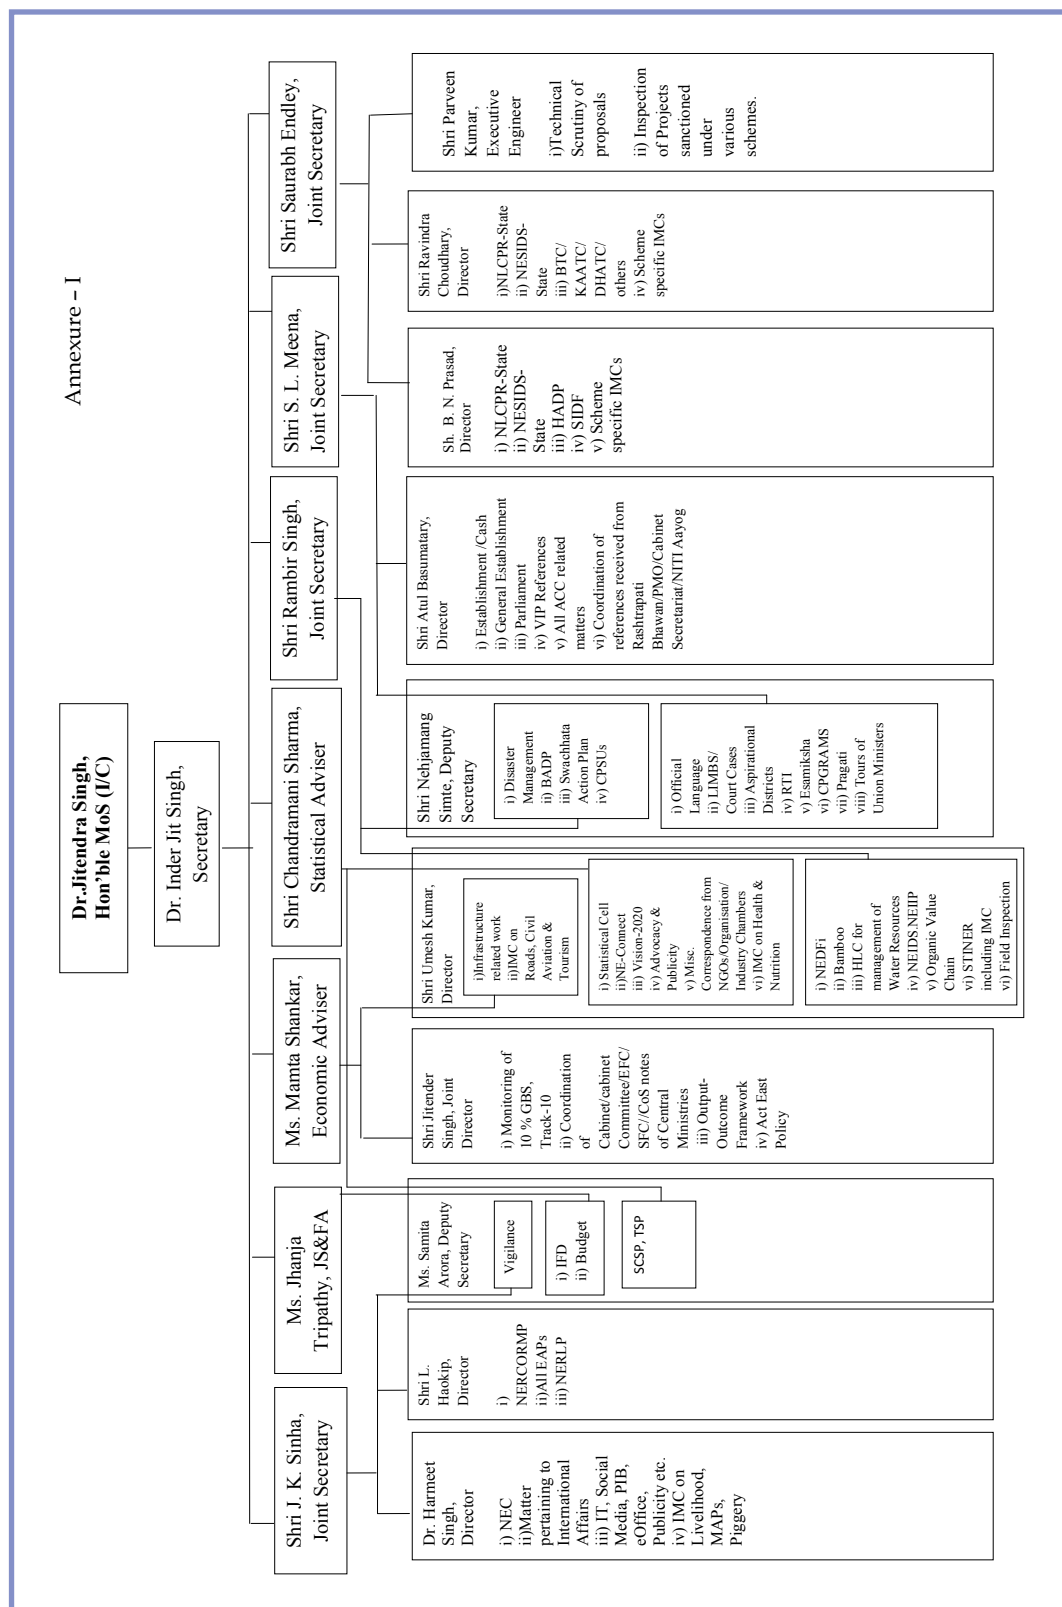 Annexure – I
Dr.Jitendra Singh,
Hon'ble MoS (I/C)
Dr. Inder Jit Singh,
Secretary
Shri J. K. Sinha,
Joint Secretary
Ms. Jhanja
Tripathy, JS&FA
Ms. Mamta Shankar,
Economic Adviser
Shri Chandramani Sharma,
Statistical Adviser
Shri Rambir Singh,
Joint Secretary
Shri S. L. Meena,
Joint Secretary
Shri Saurabh Endley,
Joint Secretary
Dr. Harmeet
Singh,
Director
i) NEC
ii)Matter
pertaining to
International
Affairs
iii) IT, Social
Media, PIB,
eOffice,
Publicity etc.
iv) IMC on
Livelihood,
MAPs,
Piggery
Shri L.
Haokip,
Director
i)
NERCORMP
ii)All EAPs
iii) NERLP
Ms. Samita
Arora, Deputy
Secretary
Vigilance
i) IFD
ii) Budget
SCSP, TSP
Shri Jitender
Singh, Joint
Director
i) Monitoring of
10 % GBS,
Track-10
ii) Coordination
of
Cabinet/cabinet
Committee/EFC/
SFC//CoS notes
of Central
Ministries
iii) Output-
Outcome
Framework
iv) Act East
Policy
Shri Umesh Kumar,
Director
i)Infrastructure
related work
ii)IMC on
Roads, Civil
Aviation &
Tourism
i) Statistical Cell
ii)NE-Connect
iii) Vision-2020
iv) Advocacy &
Publicity
v) Misc.
Correspondence from
NGOs/Organisation/
Industry Chambers
vi) IMC on Health &
Nutrition
i) NEDFi
ii) Bamboo
iii) HLC for
management of
Water Resources
iv) NEIDS.NEIIP
v) Organic Value
Chain
vi) STINER
including IMC
vi) Field Inspection
Shri Nehjamang
Simte, Deputy
Secretary
i) Disaster
Management
ii) BADP
iii) Swachhata
Action Plan
iv) CPSUs
i) Official
Language
ii) LIMBS/
Court Cases
iii) Aspirational
Districts
iv) RTI
v) Esamiksha
vi) CPGRAMS
vii) Pragati
viii) Tours of
Union Ministers
Shri Atul Basumatary,
Director
i) Establishment /Cash
ii) General Establishment
iii) Parliament
iv) VIP References
v) All ACC related
matters
vi) Coordination of
references received from
Rashtrapati
Bhawan/PMO/Cabinet
Secretariat/NITI Aayog
Sh. B. N. Prasad,
Director
i) NLCPR-State
ii) NESIDS-
State
iii) HADP
iv) SIDF
v) Scheme
specific IMCs
Shri Ravindra
Choudhary,
Director
i)NLCPR-State
ii) NESIDS-
State
iii) BTC/
KAATC/
DHATC/
others
iv) Scheme
specific IMCs
Shri Parveen
Kumar,
Executive
Engineer
i)Technical
Scrutiny of
proposals
ii) Inspection
of Projects
sanctioned
under
various
schemes.